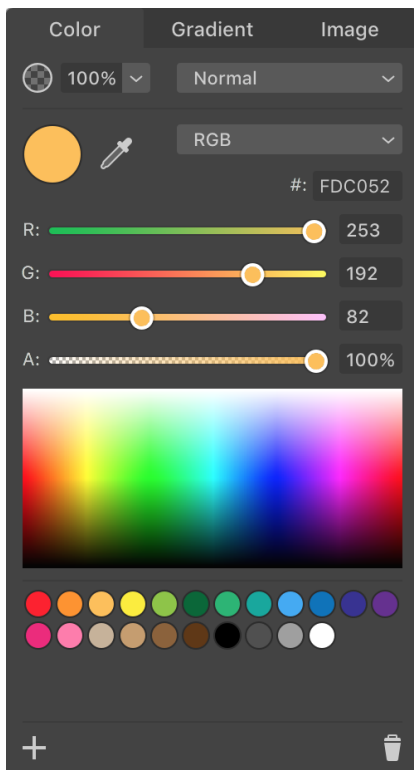 Color Gradient Image
100% Normal
RGB
#: FDC052
R: 253
G: 192
B: 82
A: 100%